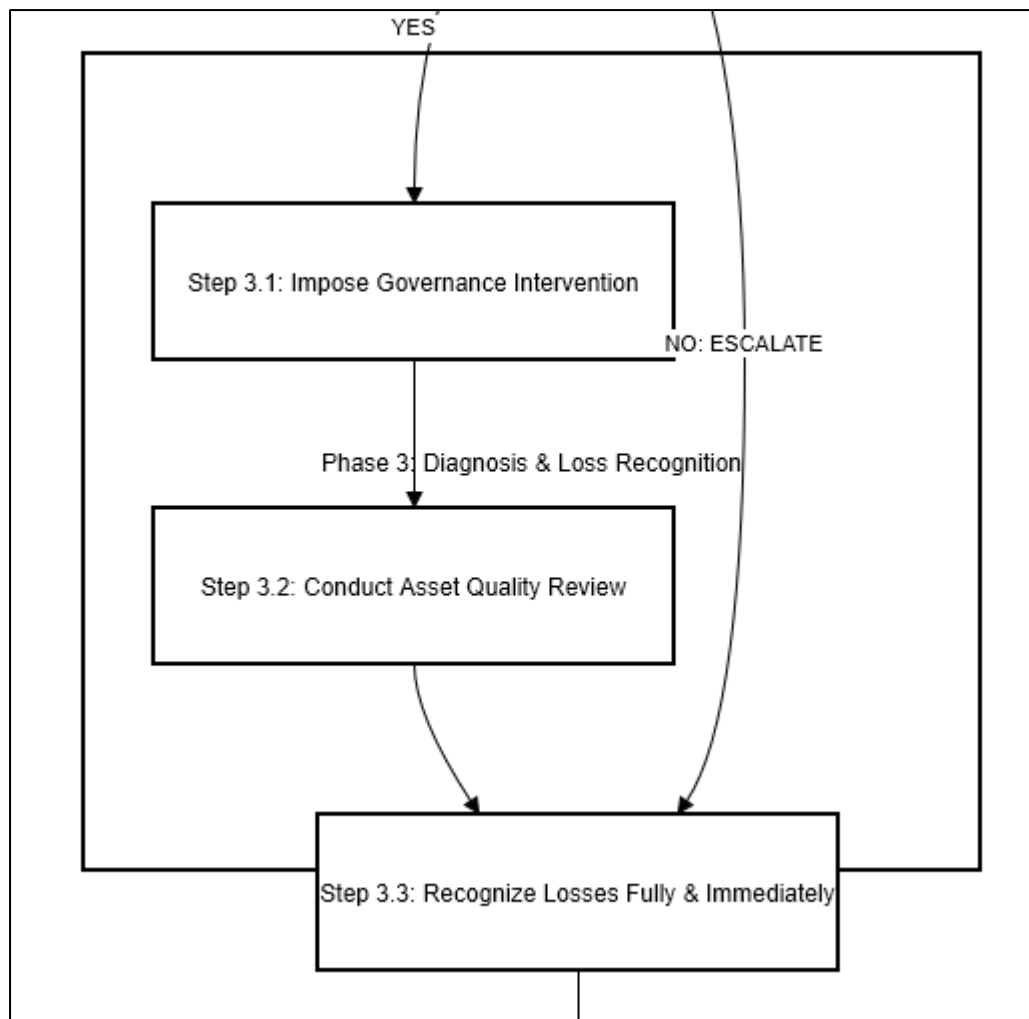 YES
Step 3.1: Impose Governance Intervention
NO: ESCALATE
Phase 3: Diagnosis & Loss Recognition
Step 3.2: Conduct Asset Quality Review
Step 3.3: Recognize Losses Fully & Immediately